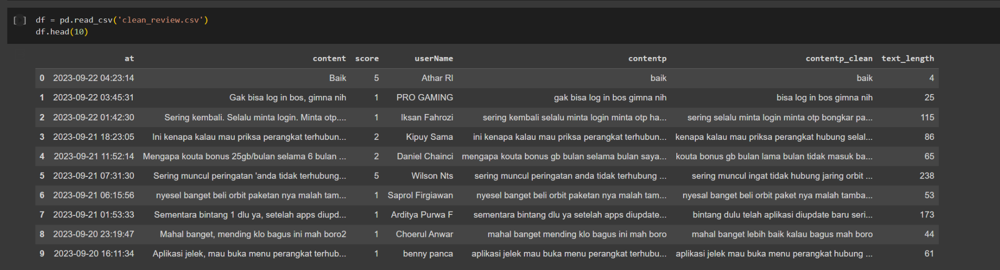 [ ] df = pd.read_csv('clean_review.csv')
df.head(10)
at content score userName contentp contentp_clean text_length
0 2023-09-22 04:23:14 Baik 5 Athar RI baik baik 4
1 2023-09-22 03:45:31 Gak bisa log in bos, gimna nih 1 PRO GAMING gak bisa log in bos gimna nih bisa log in bos gimna nih 25
2 2023-09-22 01:42:30 Sering kembali. Selalu minta login. Minta otp.... 1 Iksan Fahrozi sering kembali selalu minta login minta otp ha... sering selalu minta login minta otp bongkar pa... 115
3 2023-09-21 18:23:05 Ini kenapa kalau mau priksa perangkat terhubun... 2 Kipuy Sama ini kenapa kalau mau priksa perangkat terhubun... kenapa kalau mau priksa perangkat hubung selal... 86
4 2023-09-21 11:52:14 Mengapa kouta bonus 25gb/bulan selama 6 bulan ... 2 Daniel Chainci mengapa kouta bonus gb bulan selama bulan saya... kouta bonus gb bulan lama bulan tidak masuk ba... 65
5 2023-09-21 07:31:30 Sering muncul peringatan 'anda tidak terhubung... 5 Wilson Nts sering muncul peringatan anda tidak terhubung ... sering muncul ingat tidak hubung jaring orbit ... 238
6 2023-09-21 06:15:56 nyesel banget beli orbit paketan nya malah tam... 1 Saprol Firgiawan nyesel banget beli orbit paketan nya malah tam... nyesal banget beli orbit paket nya malah tamba... 53
7 2023-09-21 01:53:33 Sementara bintang 1 dlu ya, setelah apps diupd... 1 Arditya Purwa F sementara bintang dlu ya setelah apps diupdate... bintang dulu telah aplikasi diupdate baru seri... 173
8 2023-09-20 23:19:47 Mahal banget, mending klo bagus ini mah boro2 1 Choerul Anwar mahal banget mending klo bagus ini mah boro mahal banget lebih baik kalau bagus mah boro 44
9 2023-09-20 16:11:34 Aplikasi jelek, mau buka menu perangkat terhub... 1 benny panca aplikasi jelek mau buka menu perangkat terhubu... aplikasi jelek mau buka menu perangkat hubung ... 61